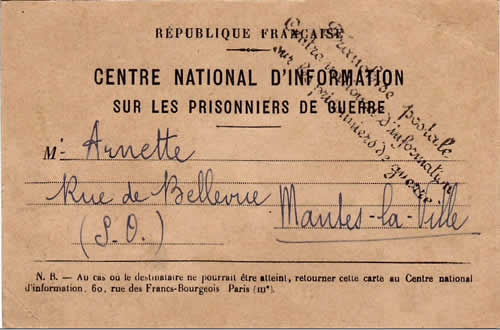 RÉPUBLIQUE FRANÇAISE
CENTRE NATIONAL D'INFORMATION
SUR LES PRISONNIERS DE GUERRE
Franchise postale
Centre national d'information
sur les prisonniers de guerre
M. Arnette
Rue de Bellevue
Mantes-la-Ville
(S.O.)
N. B. — Au cas où le destinataire ne pourrait être atteint, retourner cette carte au Centre national
d'information, 60, rue des Francs-Bourgeois Paris (IIIe).